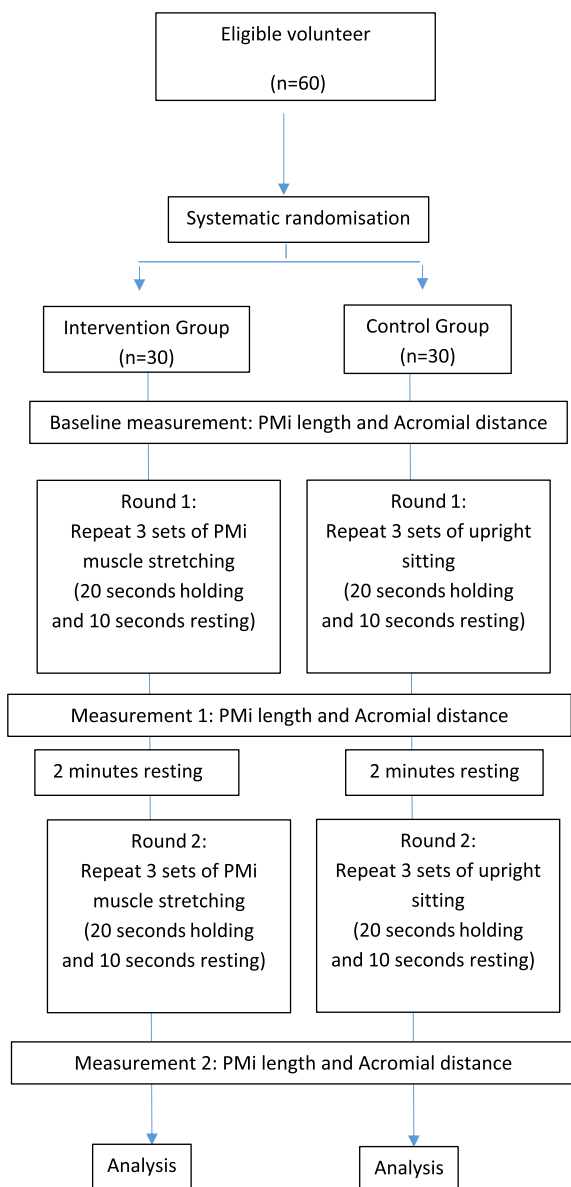 Eligible volunteer
(n=60)
Systematic randomisation
Intervention Group
(n=30)
Control Group
(n=30)
Baseline measurement: PMi length and Acromial distance
Round 1:
Repeat 3 sets of PMi
muscle stretching
(20 seconds holding
and 10 seconds resting)
Round 1:
Repeat 3 sets of upright
sitting
(20 seconds holding
and 10 seconds resting)
Measurement 1: PMi length and Acromial distance
2 minutes resting
2 minutes resting
Round 2:
Repeat 3 sets of PMi
muscle stretching
(20 seconds holding
and 10 seconds resting)
Round 2:
Repeat 3 sets of upright
sitting
(20 seconds holding
and 10 seconds resting)
Measurement 2: PMi length and Acromial distance
Analysis
Analysis